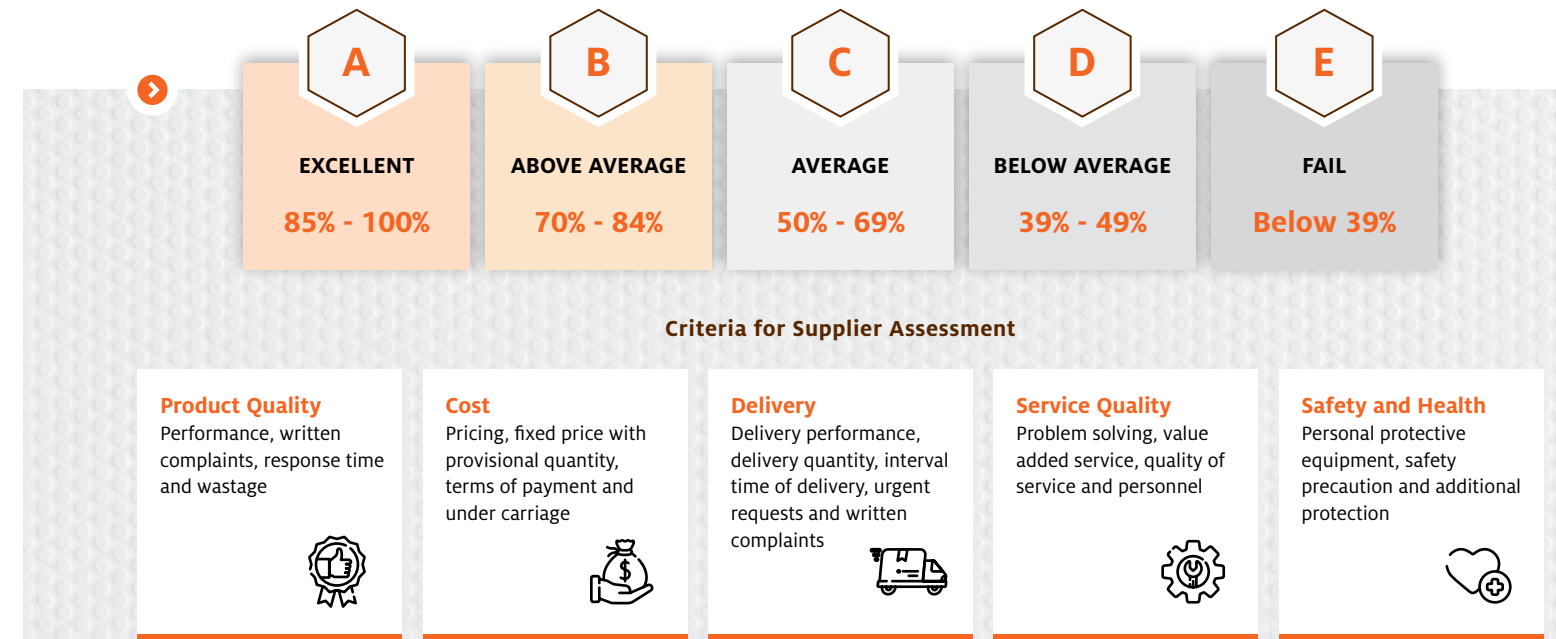 A
EXCELLENT
85% - 100%
B
ABOVE AVERAGE
70% - 84%
C
AVERAGE
50% - 69%
D
BELOW AVERAGE
39% - 49%
E
FAIL
Below 39%
Criteria for Supplier Assessment
Product Quality
Performance, written
complaints, response time
and wastage
Cost
Pricing, fixed price with
provisional quantity,
terms of payment and
under carriage
$
Delivery
Delivery performance,
delivery quantity, interval
time of delivery, urgent
requests and written
complaints
Service Quality
Problem solving, value
added service, quality of
service and personnel
Safety and Health
Personal protective
equipment, safety
precaution and additional
protection